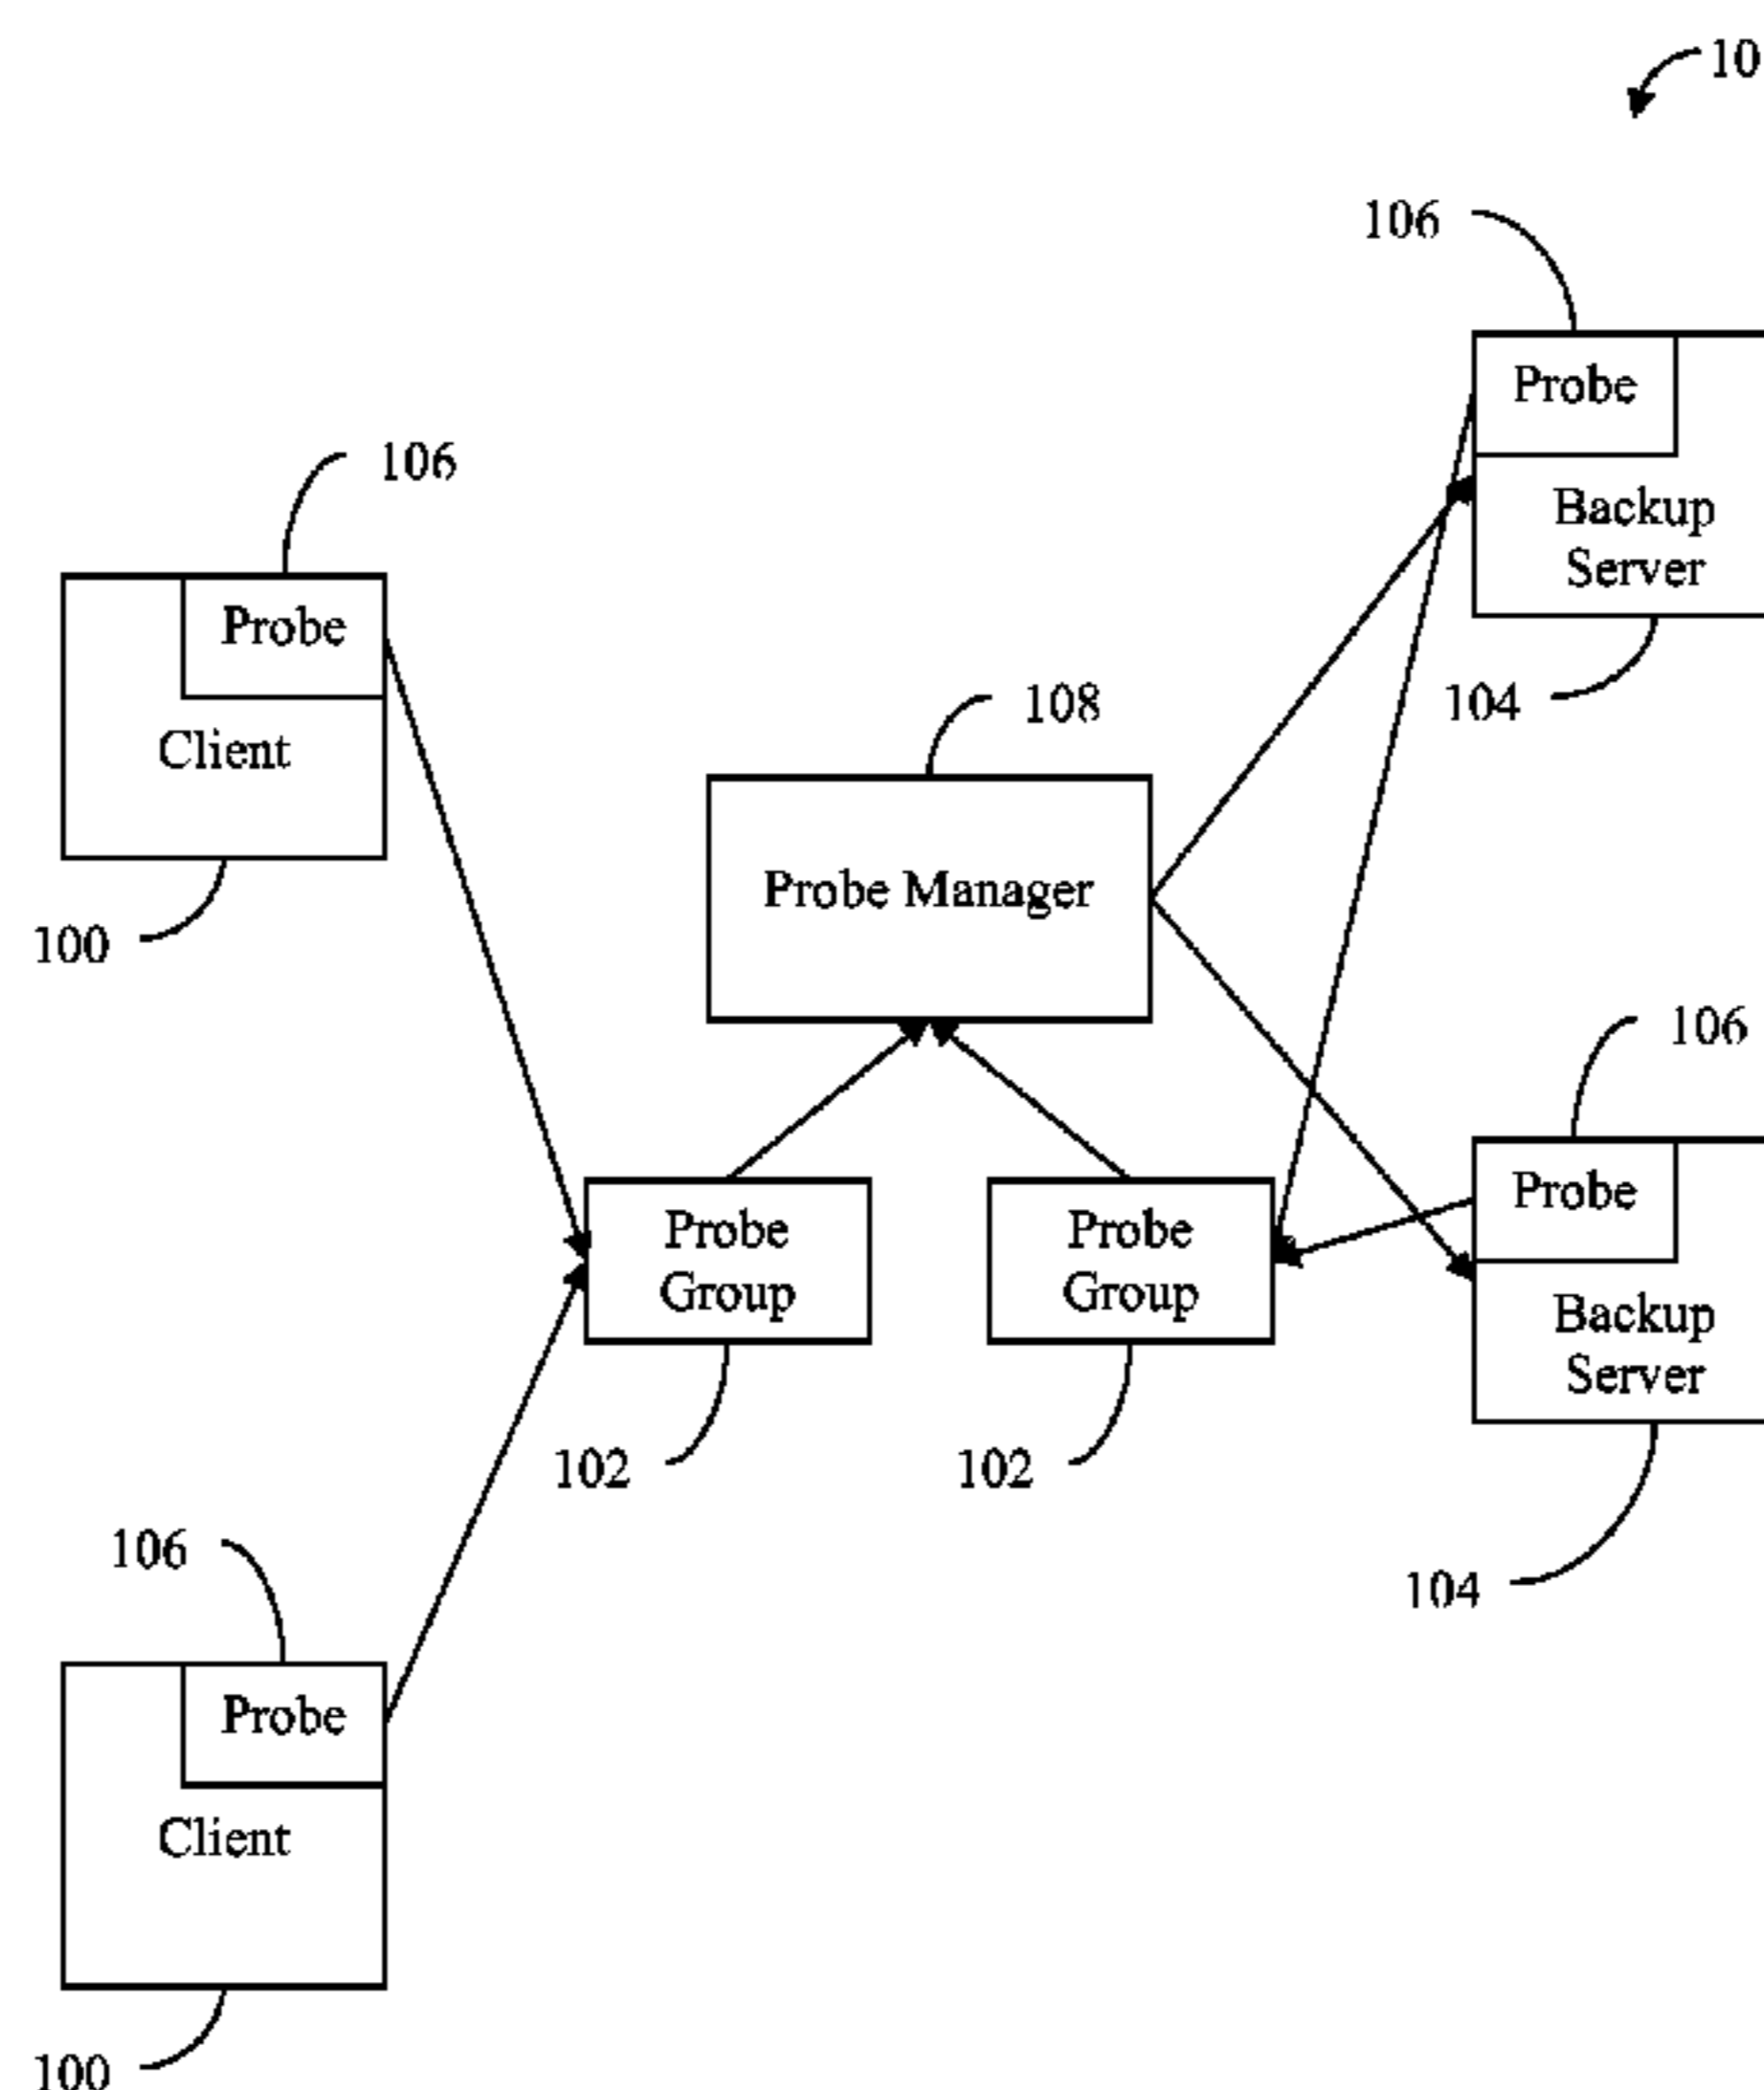 10
106
Probe
Backup
Server
104
106
Probe
Client
100
108
Probe Manager
106
Probe
Backup
Server
104
Probe
Group
102
Probe
Group
102
106
Probe
Client
100